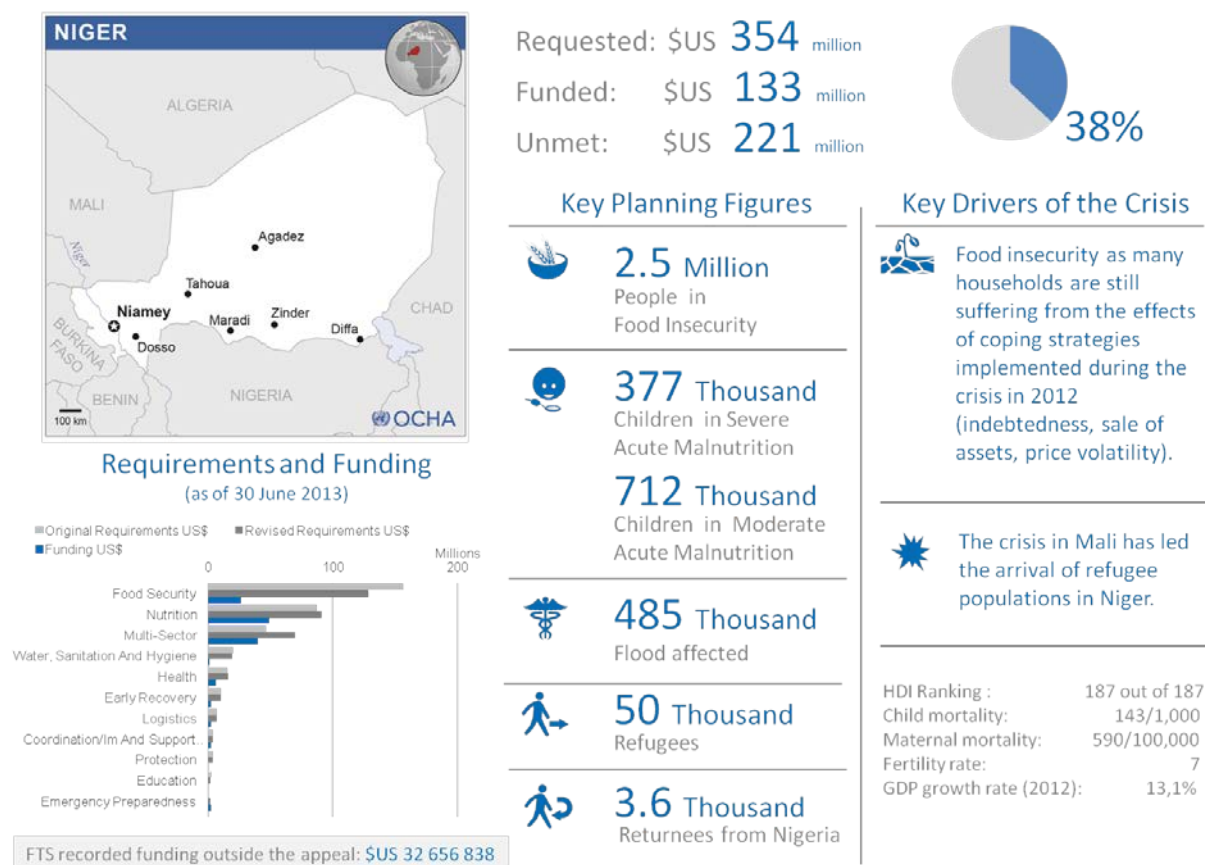 NIGER
ALGERIA
MALI
Niger
Agadez
Tahoua
Niamey
Maradi
Zinder
Diffa
Dosso
CHAD
BURKINA
FASO
BENIN
NIGERIA
100 km
OCHA
Requested: $US 354 million
Funded: $US 133 million
Unmet: $US 221 million
38%
Requirements and Funding
(as of 30 June 2013)
Original Requirements US$ Revised Requirements US$
Funding US$
Millions
0 100 200
Food Security
Nutrition
Multi-Sector
Water, Sanitation And Hygiene
Health
Early Recovery
Logistics
Coordination/Im And Support..
Protection
Education
Emergency Preparedness
FTS recorded funding outside the appeal: $US 32 656 838
Key Planning Figures
2.5 Million
People in
Food Insecurity
377 Thousand
Children in Severe
Acute Malnutrition
712 Thousand
Children in Moderate
Acute Malnutrition
485 Thousand
Flood affected
50 Thousand
Refugees
3.6 Thousand
Returnees from Nigeria
Key Drivers of the Crisis
Food insecurity as many
households are still
suffering from the effects
of coping strategies
implemented during the
crisis in 2012
(indebtedness, sale of
assets, price volatility).
The crisis in Mali has led
the arrival of refugee
populations in Niger.
HDI Ranking : 187 out of 187
Child mortality: 143/1,000
Maternal mortality: 590/100,000
Fertility rate: 7
GDP growth rate (2012): 13,1%